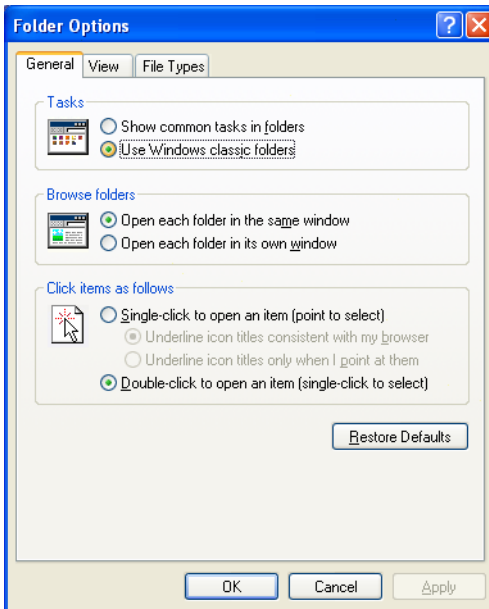 Folder Options
General View File Types
Tasks
Show common tasks in folders
Use Windows classic folders
Browse folders
Open each folder in the same window
Open each folder in its own window
Click items as follows
Single-click to open an item (point to select)
Underline icon titles consistent with my browser
Underline icon titles only when I point at them
Double-click to open an item (single-click to select)
Restore Defaults
OK Cancel Apply